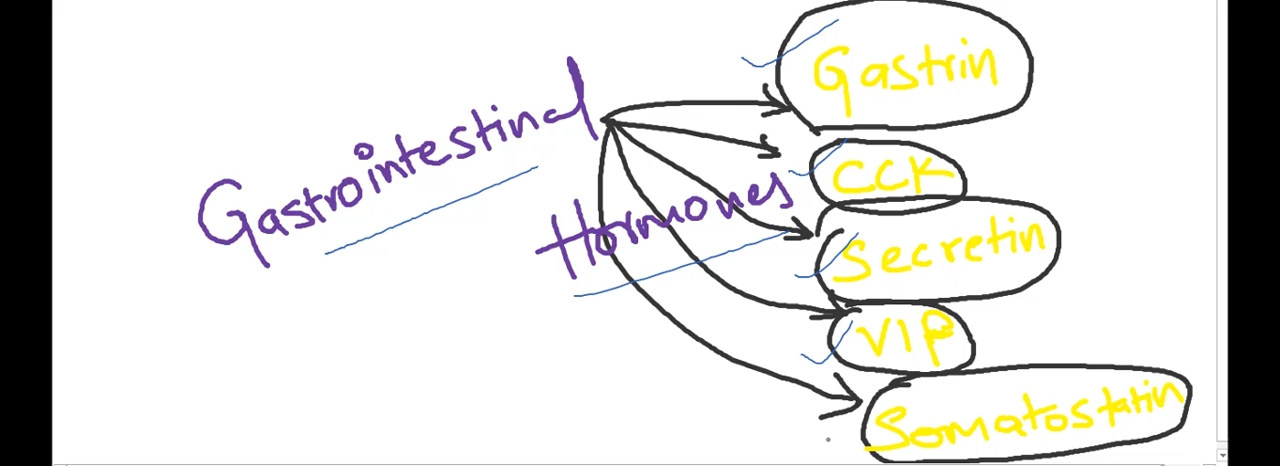 Gastrointestinal
Hormones
Gastrin
CCK
Secretin
VIP
Somatostatin